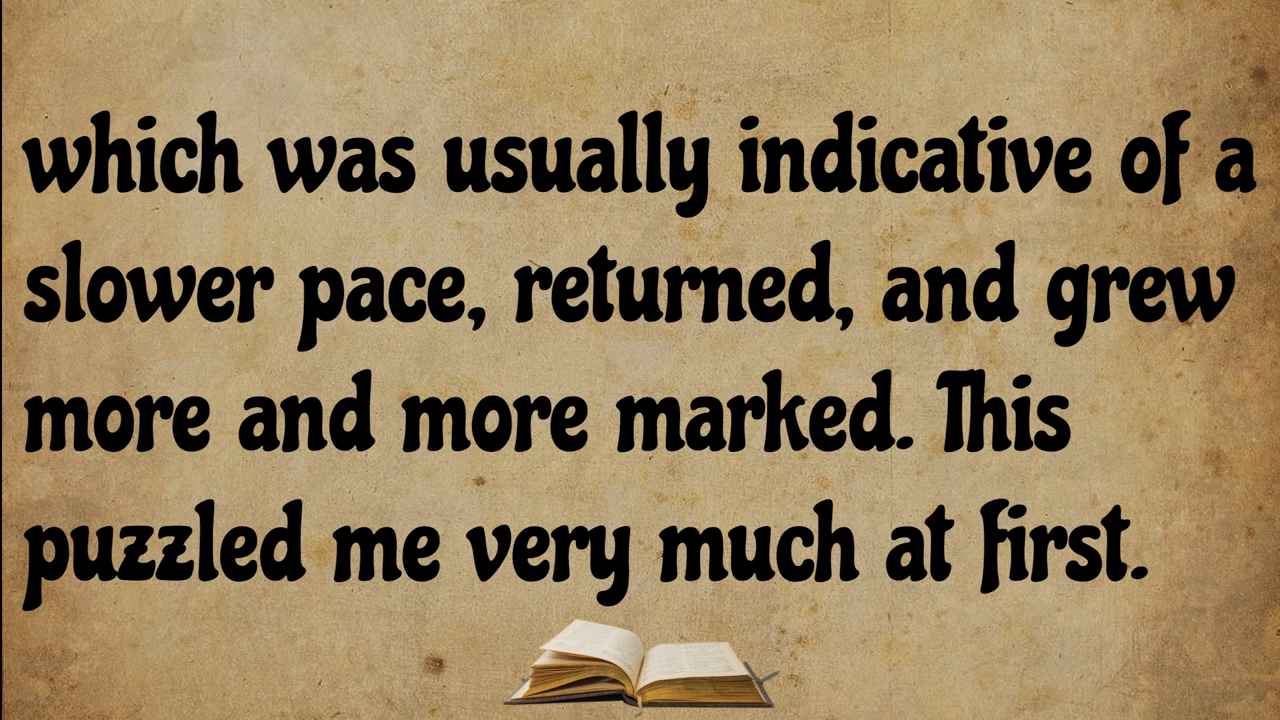 which was usually indicative of a
slower pace, returned, and grew
more and more marked. This
puzzled me very much at first.